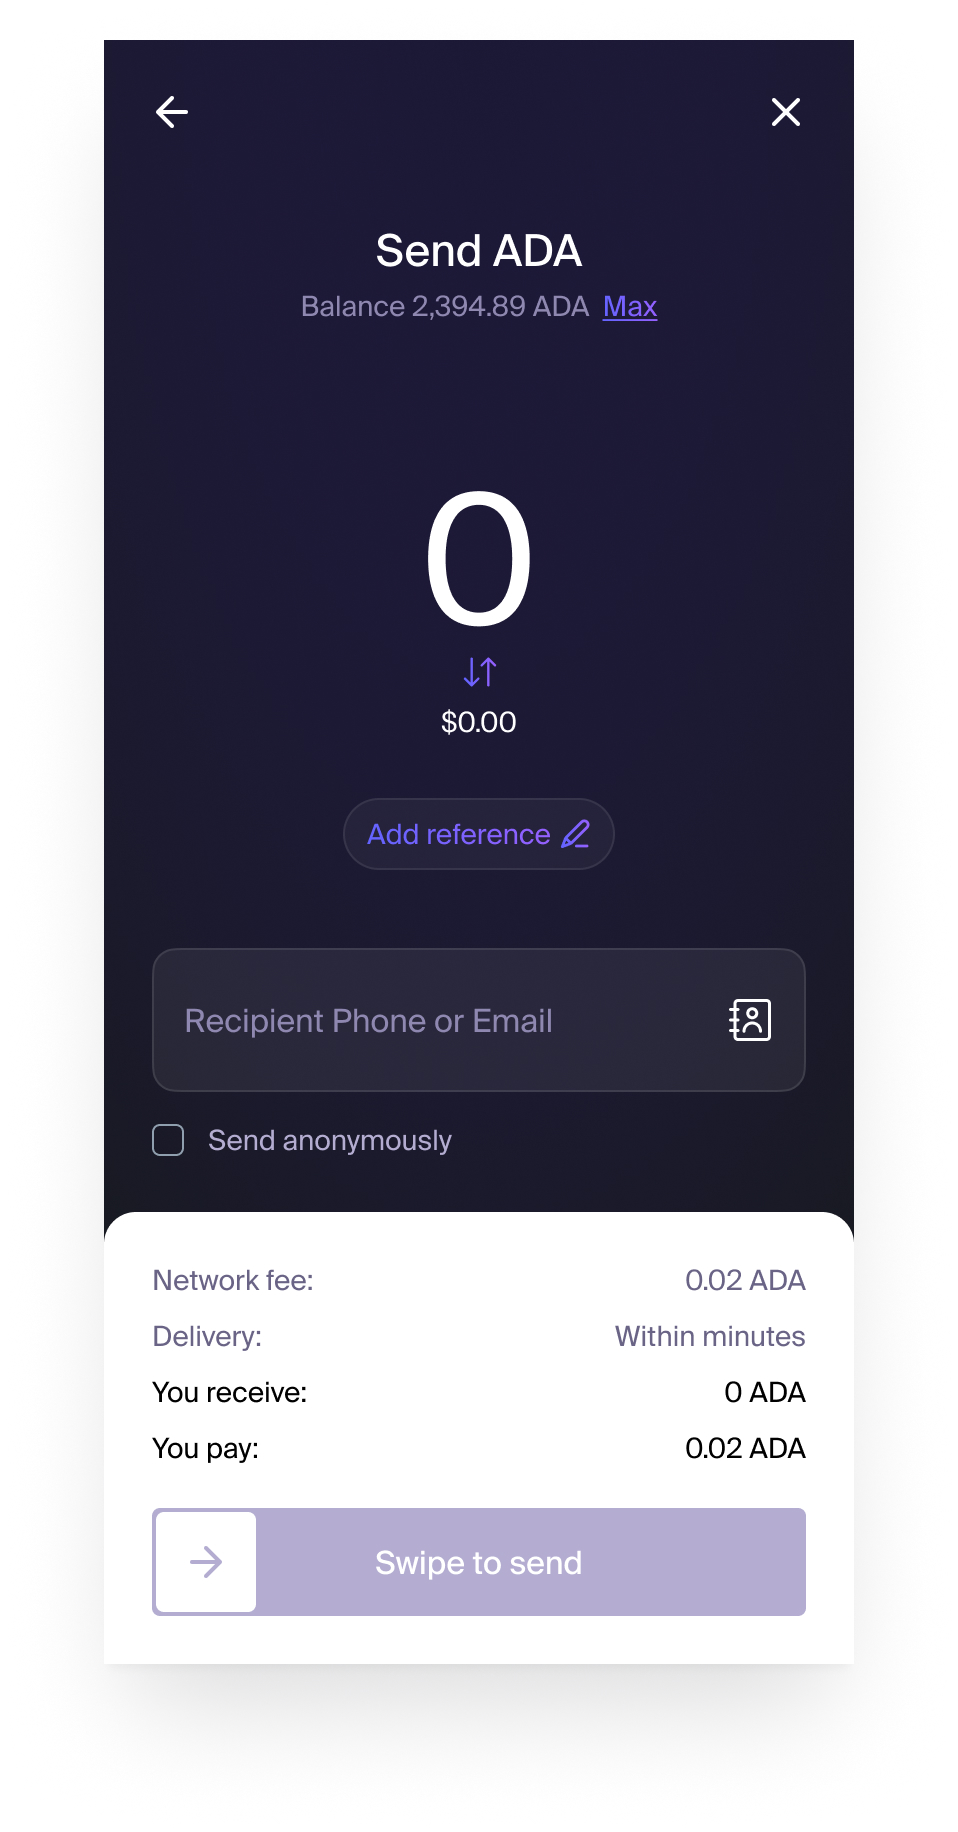 Send ADA
Balance 2,394.89 ADA Max
0
$0.00
Add reference
Recipient Phone or Email
Send anonymously
Network fee: 0.02 ADA
Delivery: Within minutes
You receive: 0 ADA
You pay: 0.02 ADA
Swipe to send